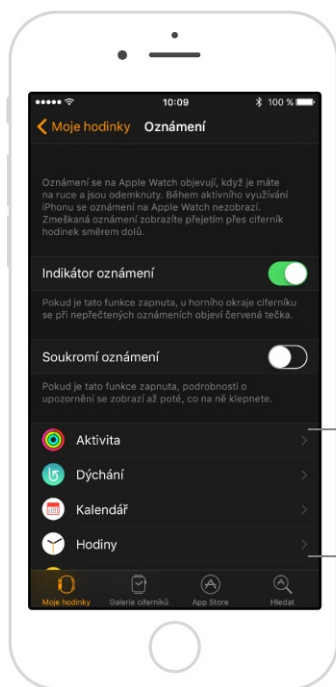 10:09
100 %
Moje hodinky
Oznámení
Oznámení se na Apple Watch objevují, když je máte
na ruce a jsou odemknuty. Během aktivního využívání
iPhonu se oznámení na Apple Watch nezobrazí.
Zmeškaná oznámení zobrazíte přejetím přes ciferník
hodinek směrem dolů.
Indikátor oznámení
Pokud je tato funkce zapnuta, u horního okraje ciferníku
se při nepřečtených oznámeních objeví červená tečka.
Soukromí oznámení
Pokud je tato funkce zapnuta, podrobnosti o
upozornění se zobrazí až poté, co na ně klepnete.
Aktivita
Dýchání
Kalendář
Hodiny
Moje hodinky
Galerie ciferníků
App Store
Hledat